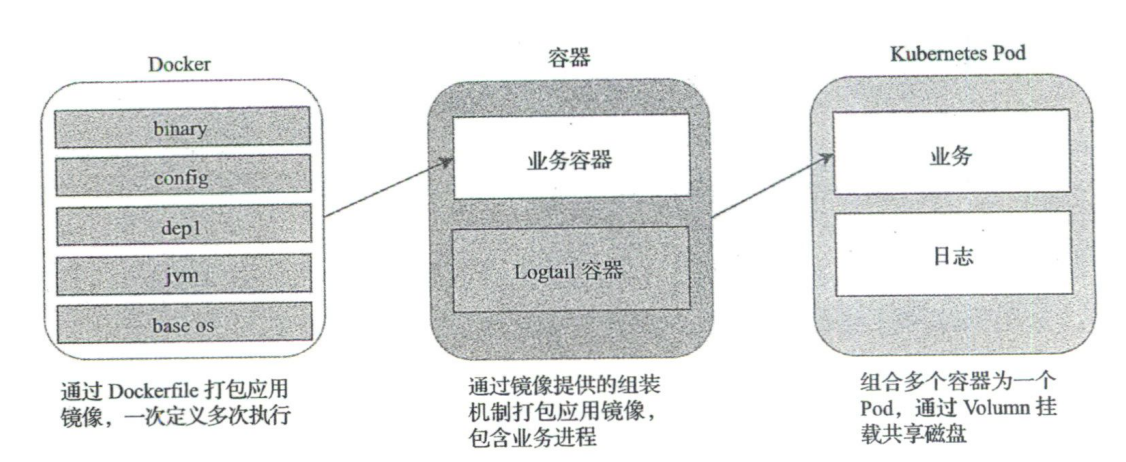 Docker
binary
config
dep1
jvm
base os
通过 Dockerfile 打包应用
镜像，一次定义多次执行
容器
业务容器
Logtail 容器
通过镜像提供的组装
机制打包应用镜像，
包含业务进程
Kubernetes Pod
业务
日志
组合多个容器为一个
Pod，通过 Volumn 挂
载共享磁盘